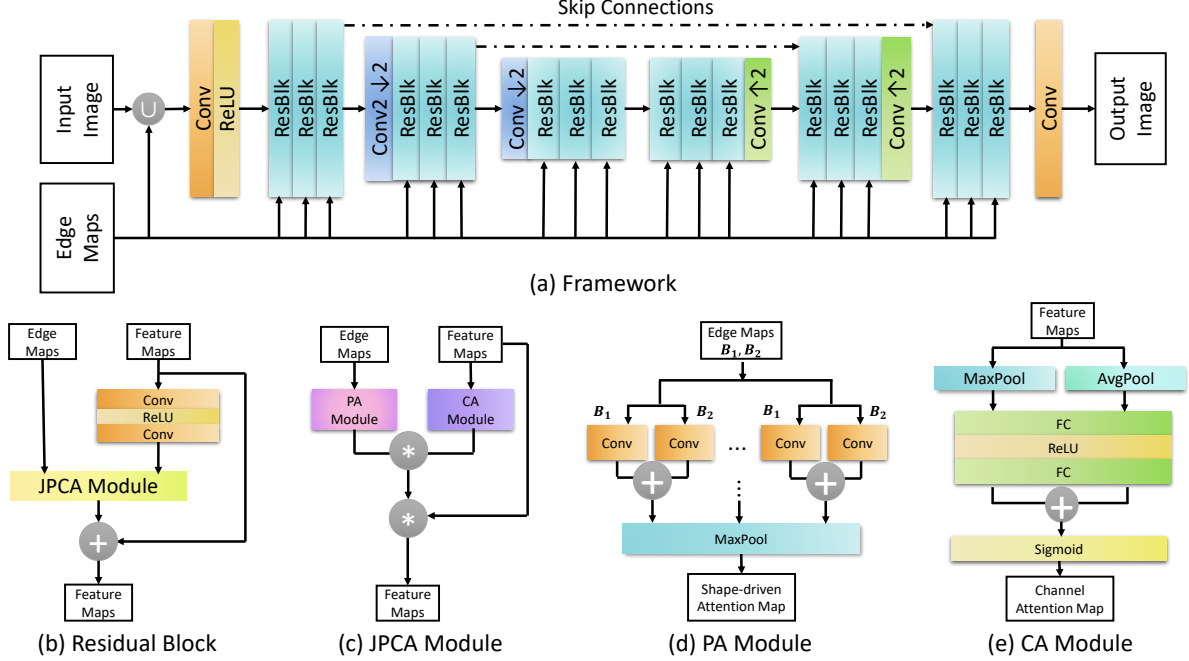 Skip Connections
Input Image
∪
Conv
ReLU
ResBlk
ResBlk
ResBlk
Conv2 ↓2
ResBlk
ResBlk
ResBlk
Conv ↓2
ResBlk
ResBlk
ResBlk
ResBlk
ResBlk
ResBlk
Conv ↑2
ResBlk
ResBlk
ResBlk
Conv ↑2
ResBlk
ResBlk
ResBlk
Conv
Output Image
Edge Maps
(a) Framework
Edge Maps
Feature Maps
Conv
ReLU
Conv
JPCA Module
+
Feature Maps
(b) Residual Block
Edge Maps
Feature Maps
PA Module
CA Module
*
*
Feature Maps
(c) JPCA Module
Edge Maps
B₁, B₂
B₁
B₂
B₁
B₂
Conv
Conv
...
Conv
Conv
+
+
MaxPool
Shape-driven
Attention Map
(d) PA Module
Feature Maps
MaxPool
AvgPool
FC
ReLU
FC
+
Sigmoid
Channel
Attention Map
(e) CA Module